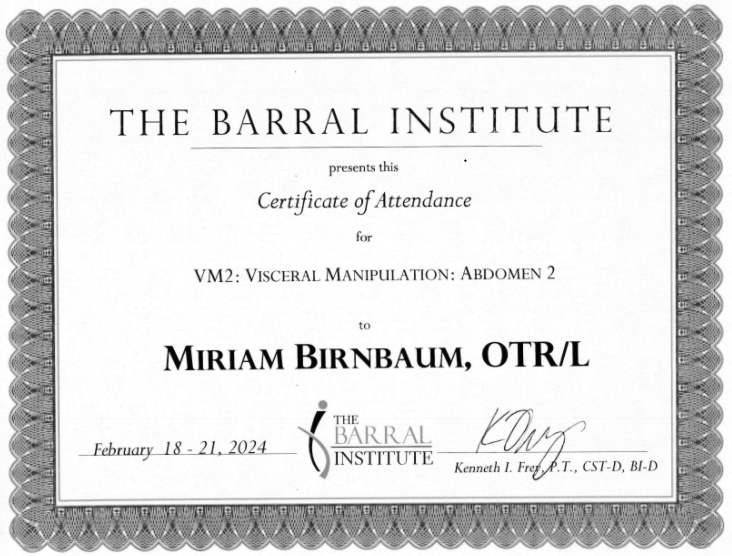 THE BARRAL INSTITUTE
presents this
Certificate of Attendance
for
VM2: VISCERAL MANIPULATION: ABDOMEN 2
to
MIRIAM BIRNBAUM, OTR/L
February 18 - 21, 2024
THE
BARRAL
INSTITUTE
Kenneth I. Frey, P.T., CST-D, BI-D